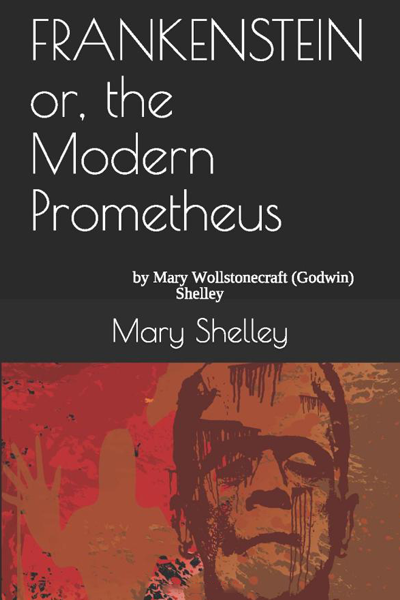 FRANKENSTEIN
or, the
Modern
Prometheus
by Mary Wollstonecraft (Godwin)
Shelley
Mary Shelley